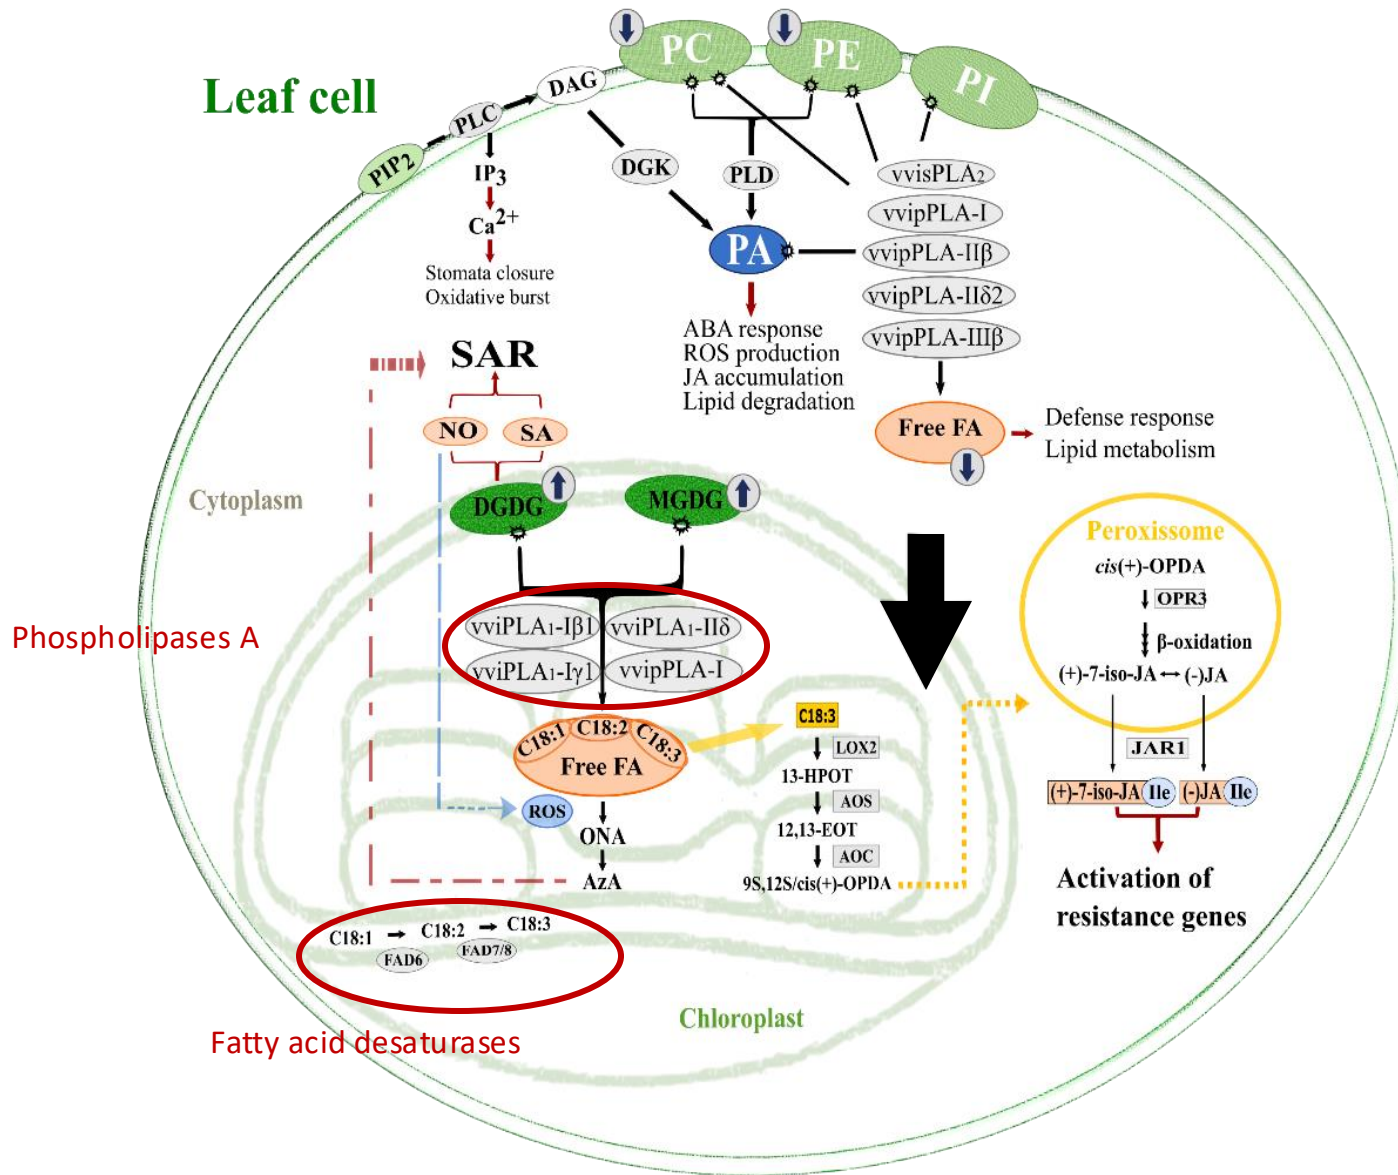 Leaf cell
PC
PE
PI
DAG
PLC
PIP2
IP3
Ca2+
Stomata closure
Oxidative burst
DGK
PLD
PA
ABA response
ROS production
JA accumulation
Lipid degradation
vvisPLA2
vvipPLA-I
vvipPLA-IIβ
vvipPLA-IIδ2
vvipPLA-IIIβ
Free FA
Defense response
Lipid metabolism
SAR
NO
SA
Cytoplasm
DGDG
MGDG
Phospholipases A
vviPLA1-Iβ1
vviPLA1-IIδ
vviPLA1-Iγ1
vvipPLA-I
C18:1
C18:2
C18:3
Free FA
ROS
ONA
AzA
C18:3
LOX2
13-HPOT
AOS
12,13-EOT
AOC
9S,12S/cis(+)-OPDA
Peroxissome
cis(+)-OPDA
OPR3
β-oxidation
(+)-7-iso-JA
(-)JA
JAR1
(+)-7-iso-JA Ile
(-)JA Ile
Activation of
resistance genes
C18:1
C18:2
C18:3
FAD6
FAD7/8
Fatty acid desaturases
Chloroplast